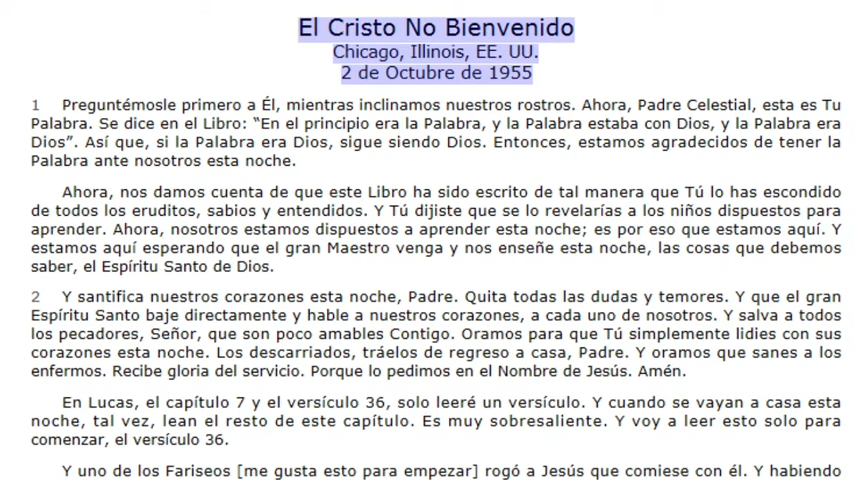 El Cristo No Bienvenido
Chicago, Illinois, EE. UU.
2 de Octubre de 1955
1 Preguntémosle primero a Él, mientras inclinamos nuestros rostros. Ahora, Padre Celestial, esta es Tu
Palabra. Se dice en el Libro: “En el principio era la Palabra, y la Palabra estaba con Dios, y la Palabra era
Dios”. Así que, si la Palabra era Dios, sigue siendo Dios. Entonces, estamos agradecidos de tener la
Palabra ante nosotros esta noche.
Ahora, nos damos cuenta de que este Libro ha sido escrito de tal manera que Tú lo has escondido
de todos los eruditos, sabios y entendidos. Y Tú dijiste que se lo revelarías a los niños dispuestos para
aprender. Ahora, nosotros estamos dispuestos a aprender esta noche; es por eso que estamos aquí. Y
estamos aquí esperando que el gran Maestro venga y nos enseñe esta noche, las cosas que debemos
saber, el Espíritu Santo de Dios.
2 Y santifica nuestros corazones esta noche, Padre. Quita todas las dudas y temores. Y que el gran
Espíritu Santo baje directamente y hable a nuestros corazones, a cada uno de nosotros. Y salva a todos
los pecadores, Señor, que son poco amables Contigo. Oramos para que Tú simplemente lidies con sus
corazones esta noche. Los descarriados, tráelos de regreso a casa, Padre. Y oramos que sanes a los
enfermos. Recibe gloria del servicio. Porque lo pedimos en el Nombre de Jesús. Amén.
En Lucas, el capítulo 7 y el versículo 36, solo leeré un versículo. Y cuando se vayan a casa esta
noche, tal vez, lean el resto de este capítulo. Es muy sobresaliente. Y voy a leer esto solo para
comenzar, el versículo 36.
Y uno de los Fariseos [me gusta esto para empezar] rogó a Jesús que comiese con él. Y habiendo